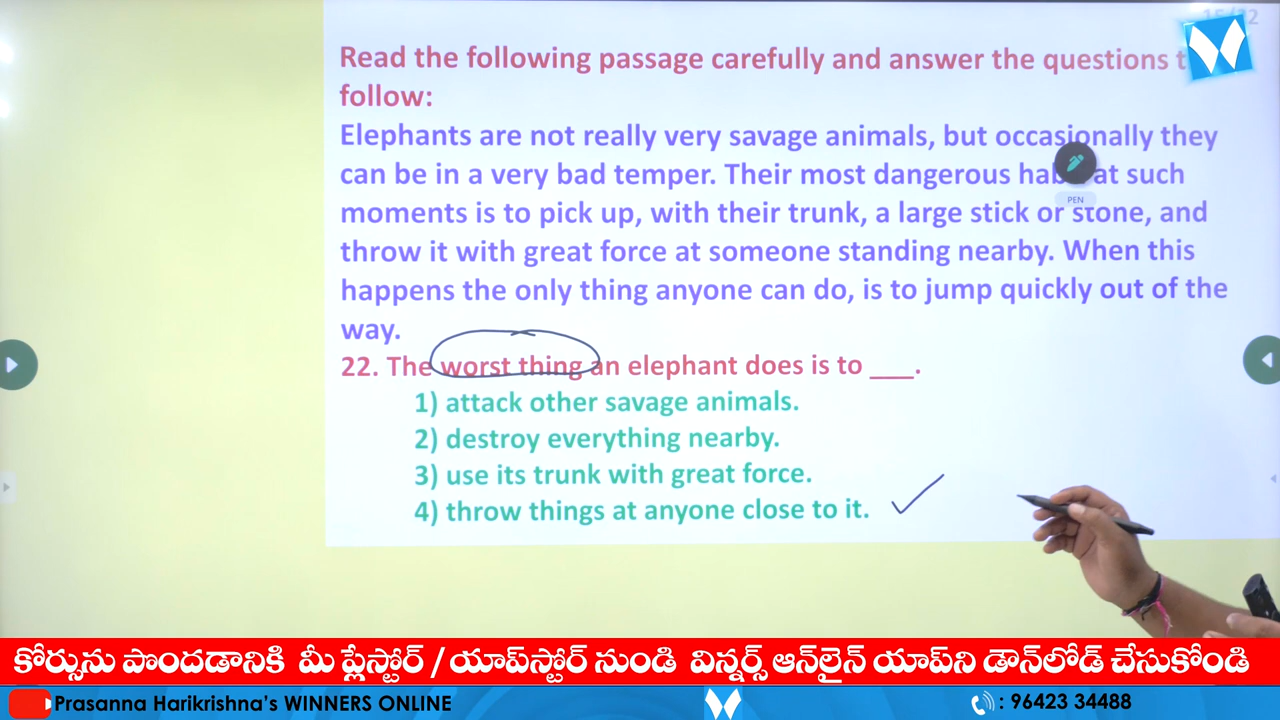 Read the following passage carefully and answer the questions
follow:
Elephants are not really very savage animals, but occasionally they
can be in a very bad temper. Their most dangerous at such
moments is to pick up, with their trunk, a large stick or stone, and
PEN
throw it with great force at someone standing nearby. When this
happens the only thing anyone can do, is to jump quickly out of the
way.
22. The worst thing an elephant does is to ___.
1) attack other savage animals.
2) destroy everything nearby.
3) use its trunk with great force.
4) throw things at anyone close to it.
కోర్సును పొందడానికి మీ ప్లేస్టోర్ / యాప్‌స్టోర్ నుండి విన్నర్స్ ఆన్‌లైన్ యాప్‌ని డౌన్‌లోడ్ చేసుకోండి
Prasanna Harikrishna's WINNERS ONLINE
: 96423 34488